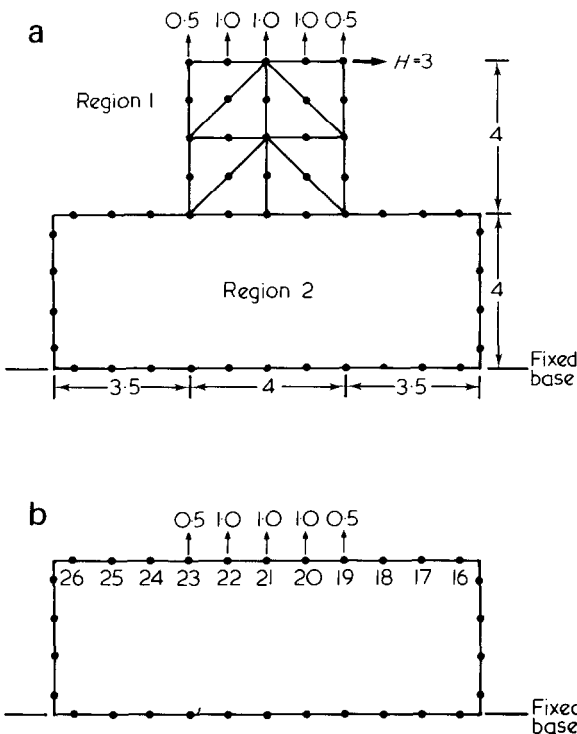 a
0·5 1·0 1·0 1·0 0·5
H=3
Region 1
4
Region 2
4
Fixed
base
3·5 4 3·5
b
0·5 1·0 1·0 1·0 0·5
26 25 24 23 22 21 20 19 18 17 16
Fixed
base